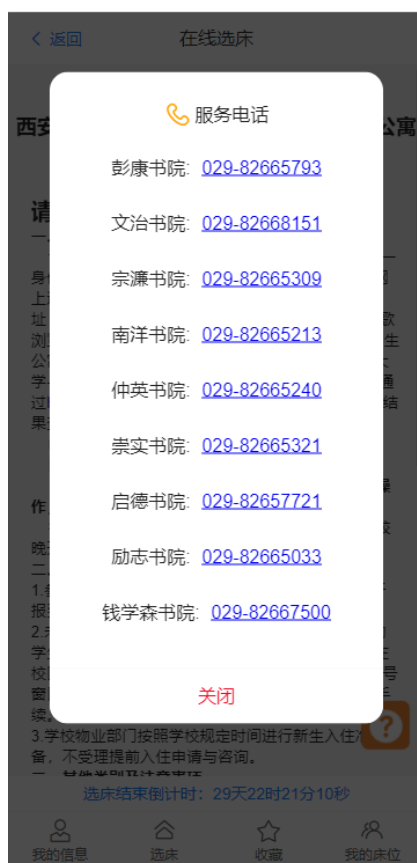 返回
在线选床
服务电话
西安
公寓
彭康书院: 029-82665793
文治书院: 029-82668151
宗濂书院: 029-82665309
南洋书院: 029-82665213
仲英书院: 029-82665240
崇实书院: 029-82665321
启德书院: 029-82657721
励志书院: 029-82665033
钱学森书院: 029-82667500
关闭
3.学校物业部门按照学校规定时间进行新生入住准
备，不受理提前入住申请与咨询。
选床结束倒计时：29天22时21分10秒
我的信息
选床
收藏
我的床位